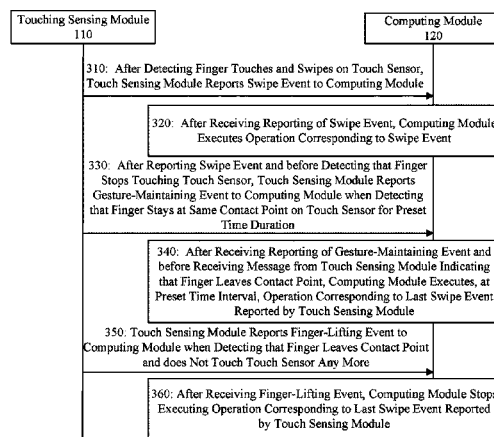 Touching Sensing Module
110
Computing Module
120
310: After Detecting Finger Touches and Swipes on Touch Sensor,
Touch Sensing Module Reports Swipe Event to Computing Module
320: After Receiving Reporting of Swipe Event, Computing Module
Executes Operation Corresponding to Swipe Event
330: After Reporting Swipe Event and before Detecting that Finger
Stops Touching Touch Sensor, Touch Sensing Module Reports
Gesture-Maintaining Event to Computing Module when Detecting
that Finger Stays at Same Contact Point on Touch Sensor for Preset
Time Duration
340: After Receiving Reporting of Gesture-Maintaining Event and
before Receiving Message from Touch Sensing Module Indicating
that Finger Leaves Contact Point, Computing Module Executes, at
Preset Time Interval, Operation Corresponding to Last Swipe Event
Reported by Touch Sensing Module
350: Touch Sensing Module Reports Finger-Lifting Event to
Computing Module when Detecting that Finger Leaves Contact Point
and does Not Touch Touch Sensor Any More
360: After Receiving Finger-Lifting Event, Computing Module Stops
Executing Operation Corresponding to Last Swipe Event Reported
by Touch Sensing Module